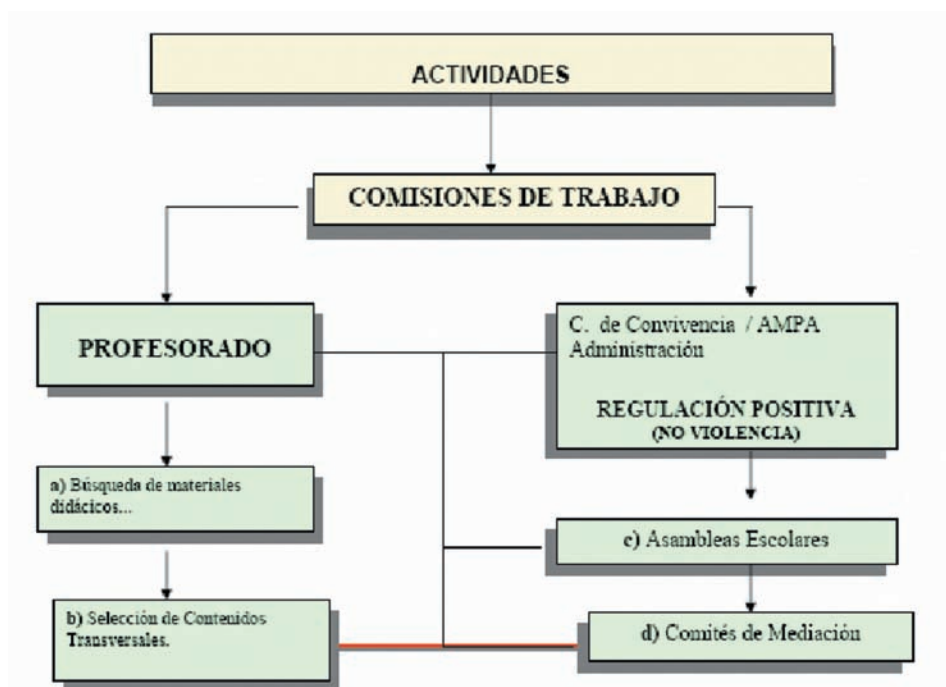 ACTIVIDADES
COMISIONES DE TRABAJO
PROFESORADO
C. de Convivencia / AMPA
Administración
REGULACIÓN POSITIVA
(NO VIOLENCIA)
a) Búsqueda de materiales
didácicos...
c) Asambleas Escolares
b) Selección de Contenidos
Transversales.
d) Comités de Mediación